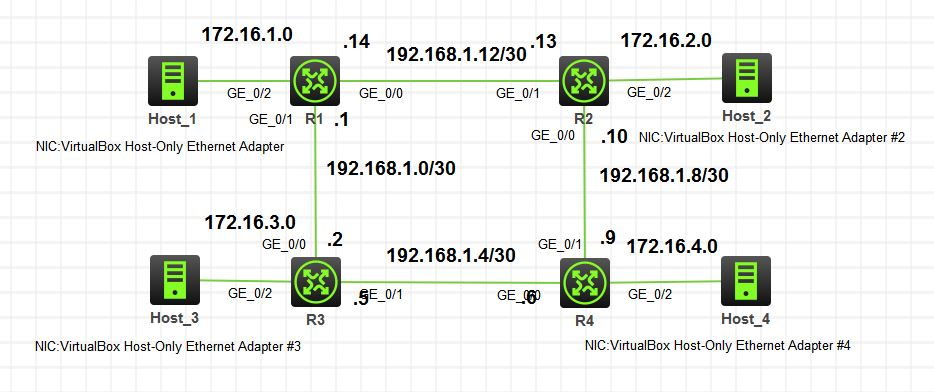 172.16.1.0
.14
192.168.1.12/30
.13
172.16.2.0
GE_0/2
GE_0/0
GE_0/1
GE_0/2
Host_1
GE_0/1
R1
.1
R2
Host_2
GE_0/0
.10
NIC:VirtualBox Host-Only Ethernet Adapter
NIC:VirtualBox Host-Only Ethernet Adapter #2
192.168.1.0/30
192.168.1.8/30
172.16.3.0
GE_0/0
.2
192.168.1.4/30
GE_0/1
.9
172.16.4.0
GE_0/2
.5
GE_0/1
GE_0/0
.6
GE_0/2
Host_3
R3
R4
Host_4
NIC:VirtualBox Host-Only Ethernet Adapter #3
NIC:VirtualBox Host-Only Ethernet Adapter #4